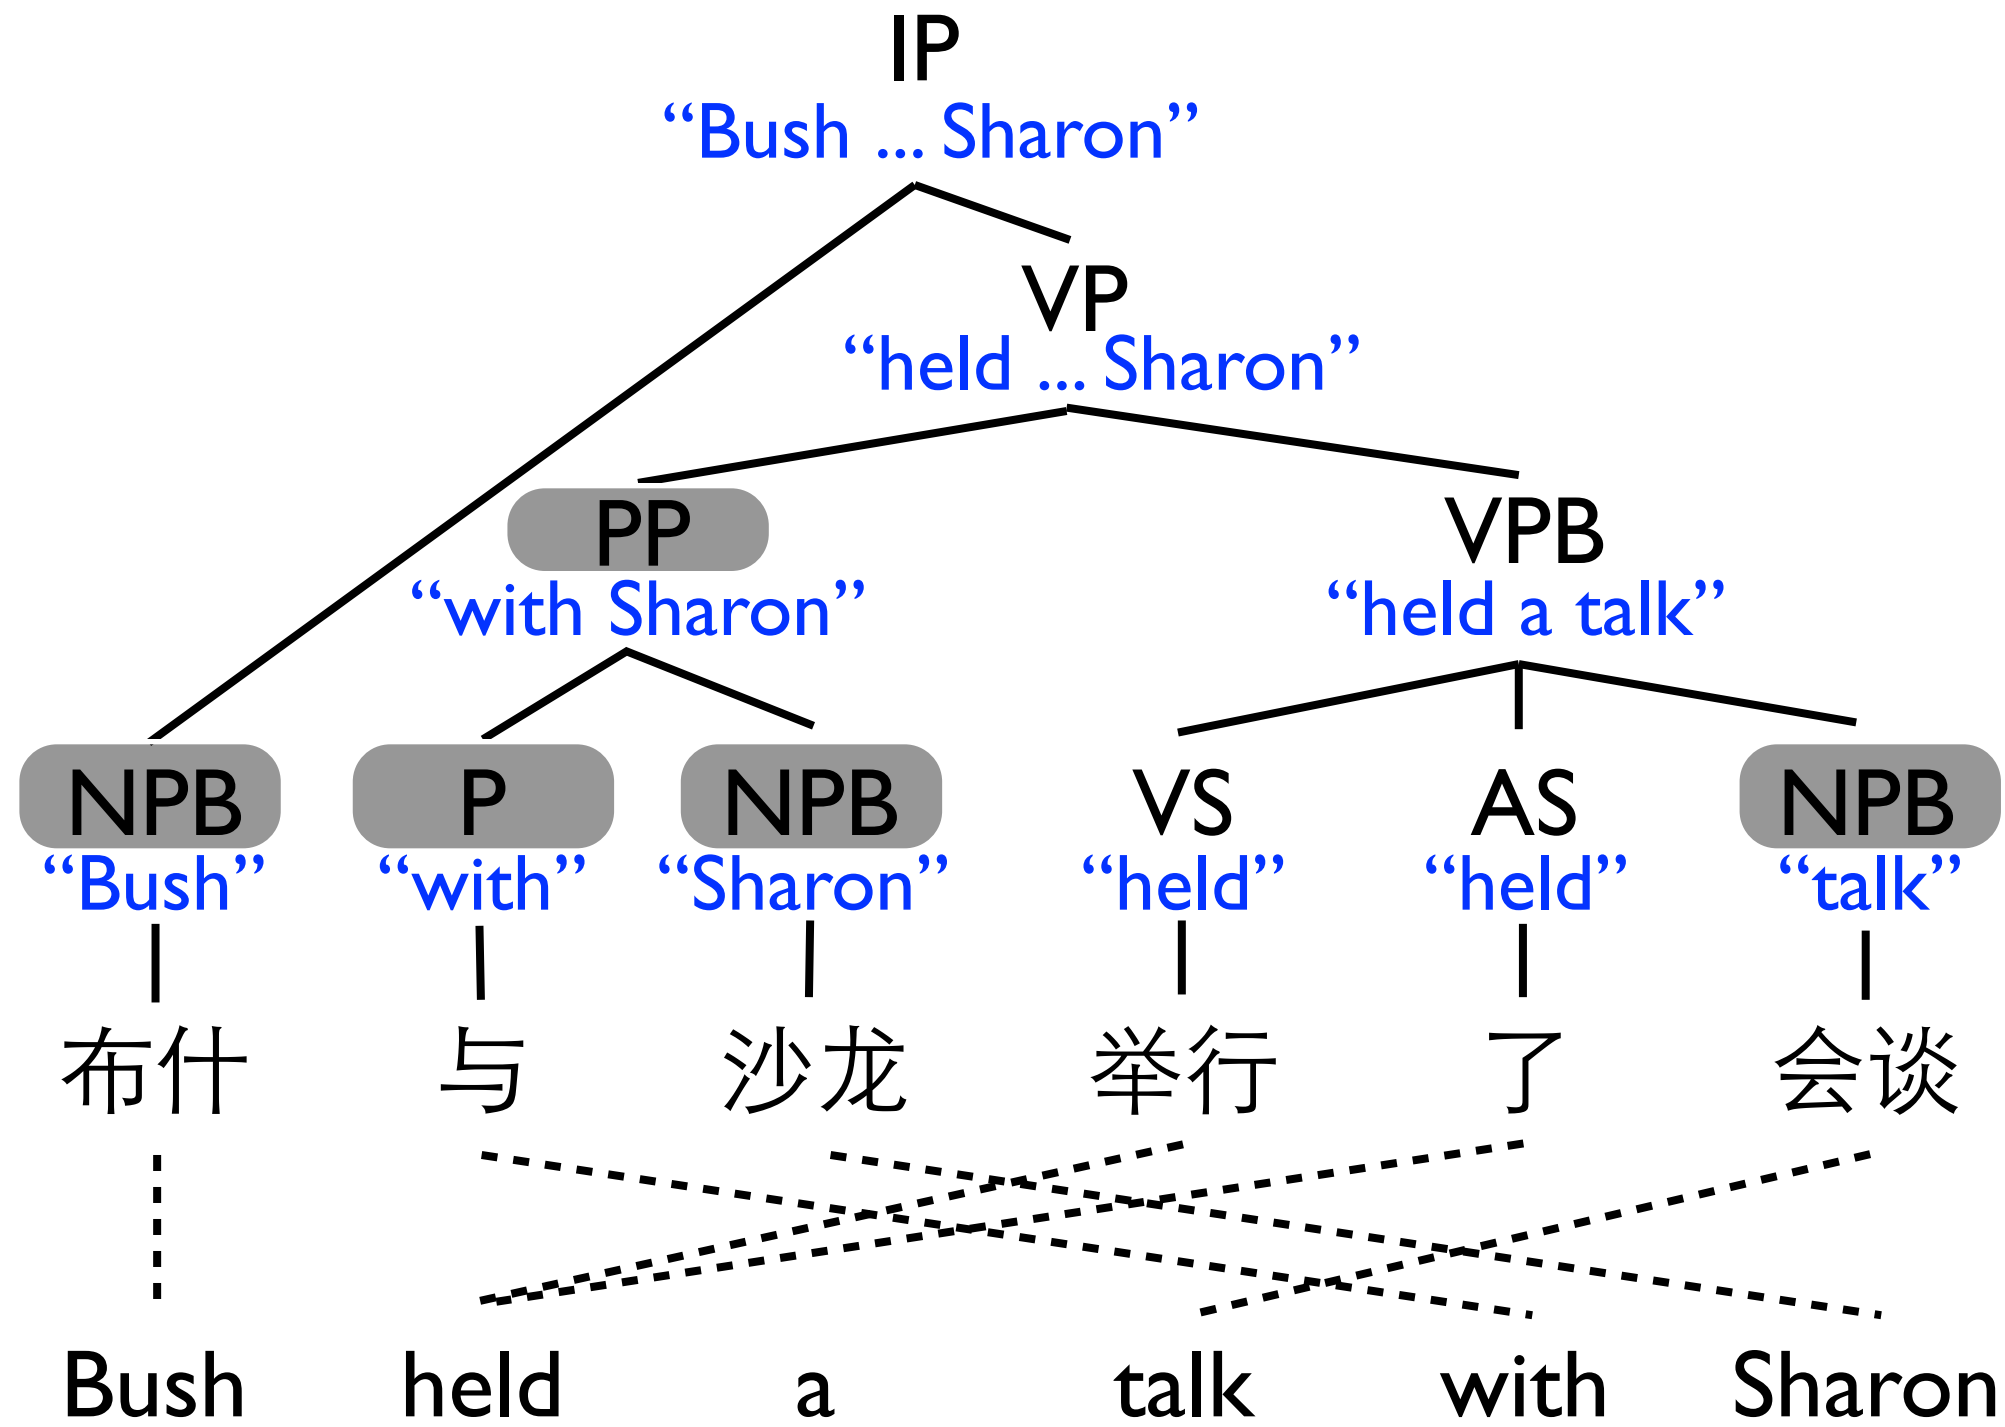 IP
“Bush ... Sharon”
VP
“held ... Sharon”
PP VPB
“with Sharon” “held a talk”
NPB P NPB VS AS NPB
“Bush” “with” “Sharon” “held” “held” “talk”
布什 与 沙龙 举行 了 会谈
Bush held a talk with Sharon